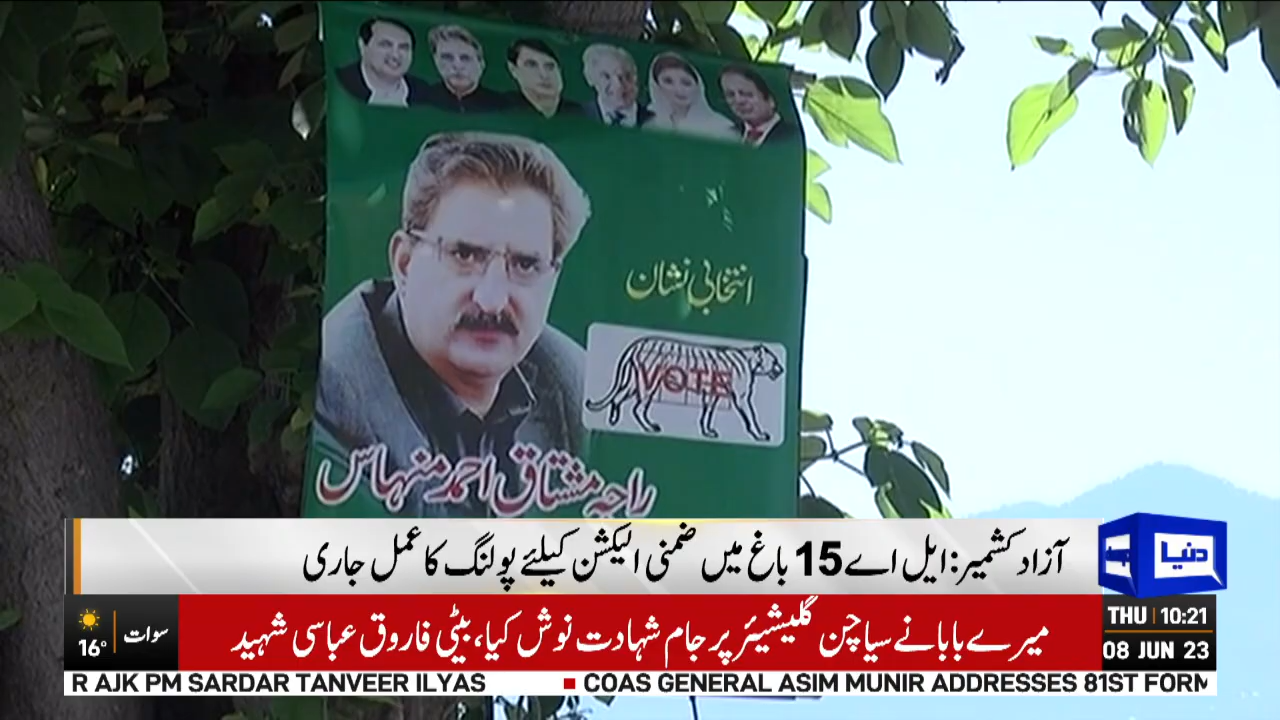 انتخابی نشان
VOTE
راجہ مشتاق احمد منہاس
آزاد کشمیر: ایل اے 15 باغ میں ضمنی الیکشن کیلئے پولنگ کا عمل جاری
دنیا
THU 10:21
میرے بابا نے سیاچن گلیشیئر پر جام شہادت نوش کیا، بیٹی فاروق عباسی شہید
سوات
16°
08 JUN 23
R AJK PM SARDAR TANVEER ILYAS ■ COAS GENERAL ASIM MUNIR ADDRESSES 81ST FORM